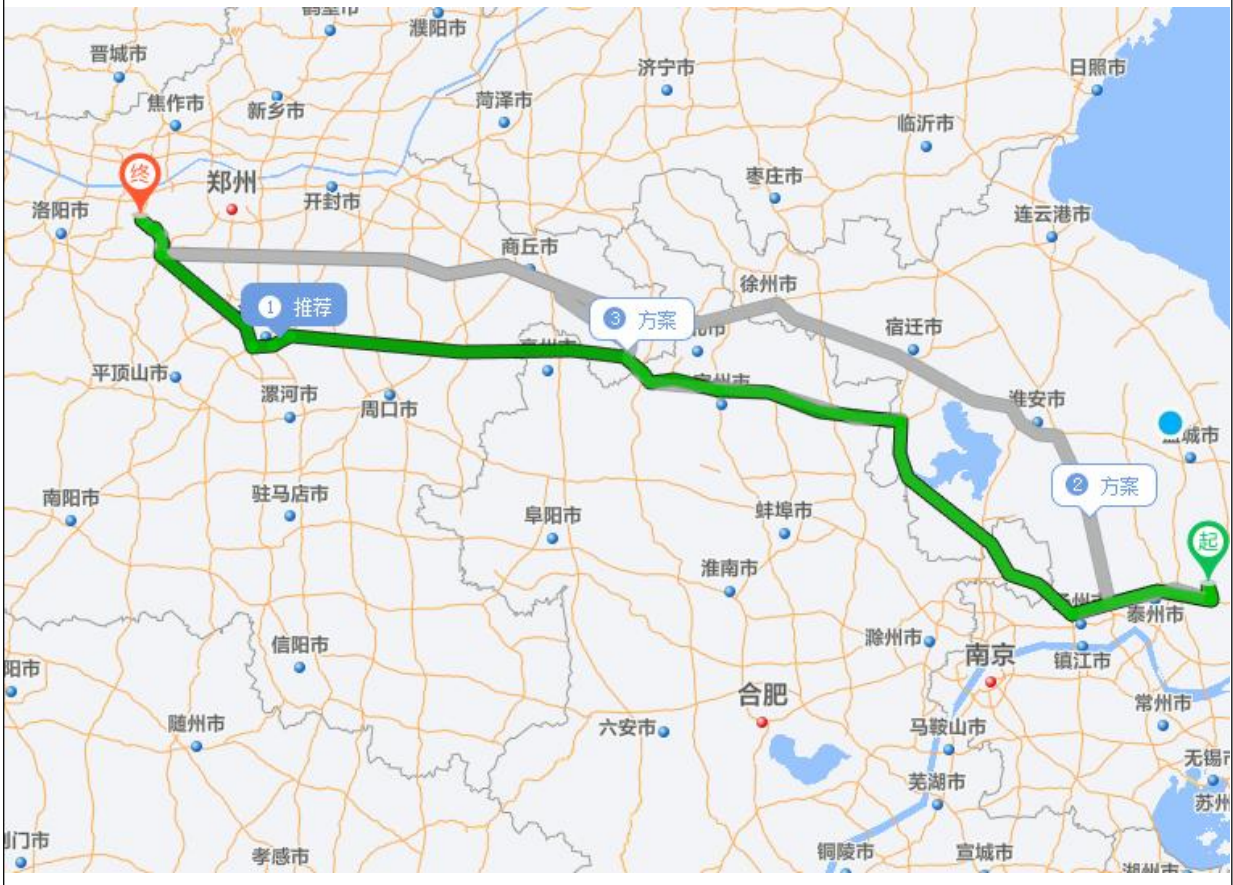 濮阳市
晋城市
济宁市
日照市
焦作市
新乡市
菏泽市
临沂市
终
郑州
枣庄市
洛阳市
开封市
连云港市
商丘市
徐州市
1 推荐
3 方案
宿迁市
平顶山市
漯河市
周口市
淮安市
城市
2 方案
南阳市
驻马店市
阜阳市
蚌埠市
起
淮南市
泰州市
信阳市
滁州市
南京
镇江市
阳市
合肥
常州市
随州市
六安市
马鞍山市
无锡
芜湖市
苏州
门市
孝感市
铜陵市
宣城市